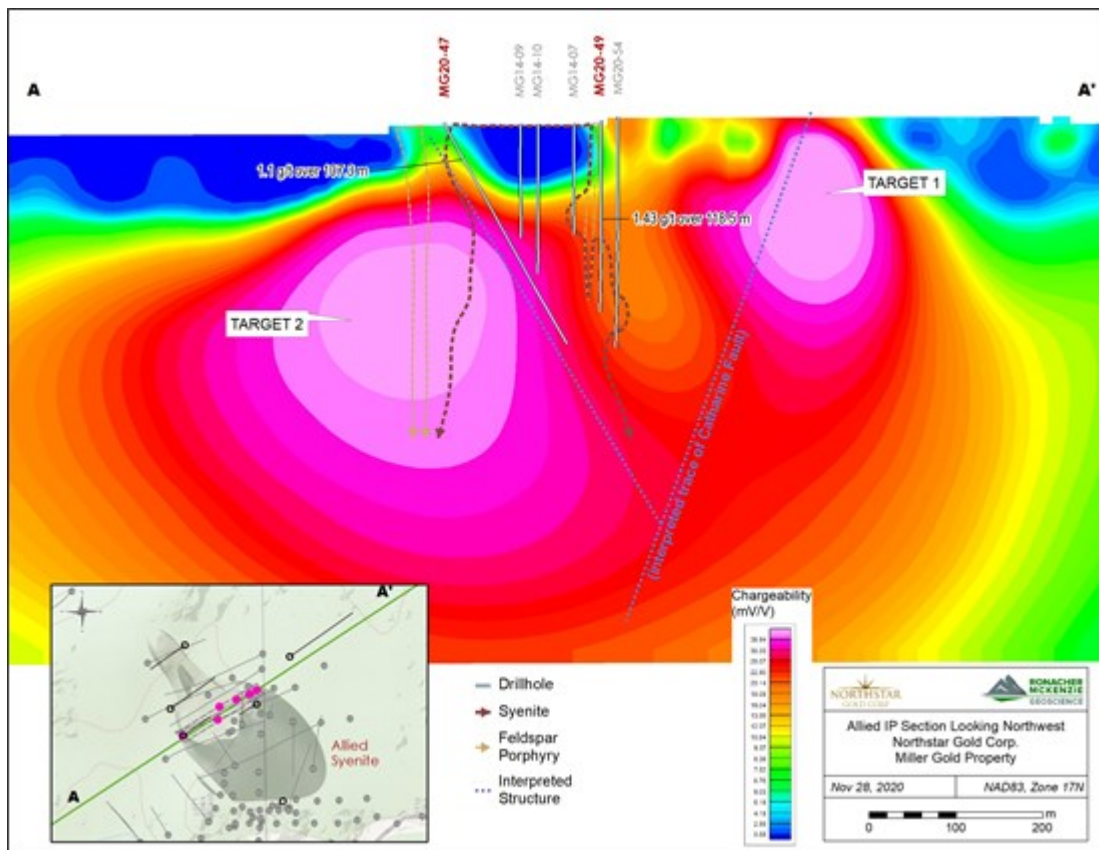 MG20-47
MG14-09
MG14-10
MG14-07
MG20-49
MG20-54
A
A'
1.1 g/t over 107.3 m
1.43 g/t over 118.5 m
TARGET 1
TARGET 2
(Interpreted trace of Catharine Fault)
A'
Allied
Syenite
A
Drillhole
Syenite
Feldspar
Porphyry
Interpreted
Structure
Chargeability
(mV/V)
NORTHSTAR
GOLD CORP
RONACHER
MCKENZIE
GEOSCIENCE
Allied IP Section Looking Northwest
Northstar Gold Corp.
Miller Gold Property
Nov 28, 2020
NAD83, Zone 17N
m
0 100 200